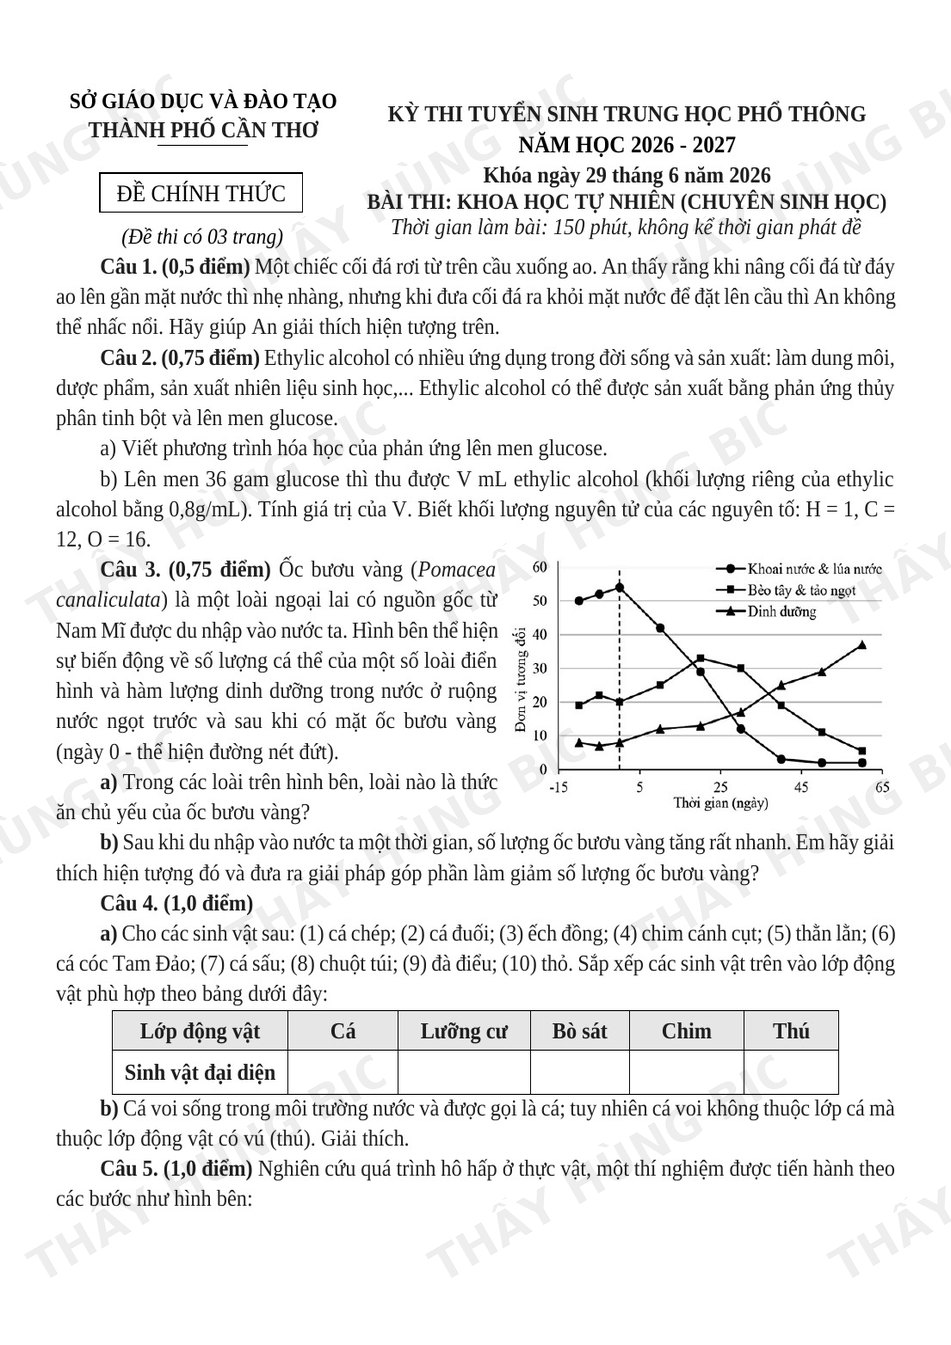 SỞ GIÁO DỤC VÀ ĐÀO TẠO
THÀNH PHỐ CẦN THƠ
ĐỀ CHÍNH THỨC
(Đề thi có 03 trang)
KỲ THI TUYỂN SINH TRUNG HỌC PHỔ THÔNG
NĂM HỌC 2026 - 2027
Khóa ngày 29 tháng 6 năm 2026
BÀI THI: KHOA HỌC TỰ NHIÊN (CHUYÊN SINH HỌC)
Thời gian làm bài: 150 phút, không kể thời gian phát đề
Câu 1. (0,5 điểm) Một chiếc cối đá rơi từ trên cầu xuống ao. An thấy rằng khi nâng cối đá từ đáy
ao lên gần mặt nước thì nhẹ nhàng, nhưng khi đưa cối đá ra khỏi mặt nước để đặt lên cầu thì An không
thể nhấc nổi. Hãy giúp An giải thích hiện tượng trên.
Câu 2. (0,75 điểm) Ethylic alcohol có nhiều ứng dụng trong đời sống và sản xuất: làm dung môi,
dược phẩm, sản xuất nhiên liệu sinh học,... Ethylic alcohol có thể được sản xuất bằng phản ứng thủy
phân tinh bột và lên men glucose.
a) Viết phương trình hóa học của phản ứng lên men glucose.
b) Lên men 36 gam glucose thì thu được V mL ethylic alcohol (khối lượng riêng của ethylic
alcohol bằng 0,8g/mL). Tính giá trị của V. Biết khối lượng nguyên tử của các nguyên tố: H = 1, C =
12, O = 16.
Câu 3. (0,75 điểm) Ốc bươu vàng (Pomacea
canaliculata) là một loài ngoại lai có nguồn gốc từ
Nam Mĩ được du nhập vào nước ta. Hình bên thể hiện
sự biến động về số lượng cá thể của một số loài điển
hình và hàm lượng dinh dưỡng trong nước ở ruộng
nước ngọt trước và sau khi có mặt ốc bươu vàng
(ngày 0 - thể hiện đường nét đứt).
a) Trong các loài trên hình bên, loài nào là thức
ăn chủ yếu của ốc bươu vàng?
Khoai nước & lúa nước
Bèo tây & tảo ngọt
Dinh dưỡng
Đơn vị tương đối
60
50
40
30
20
10
0
-15 5 25 45 65
Thời gian (ngày)
b) Sau khi du nhập vào nước ta một thời gian, số lượng ốc bươu vàng tăng rất nhanh. Em hãy giải
thích hiện tượng đó và đưa ra giải pháp góp phần làm giảm số lượng ốc bươu vàng?
Câu 4. (1,0 điểm)
a) Cho các sinh vật sau: (1) cá chép; (2) cá đuối; (3) ếch đồng; (4) chim cánh cụt; (5) thằn lằn; (6)
cá cóc Tam Đảo; (7) cá sấu; (8) chuột túi; (9) đà điểu; (10) thỏ. Sắp xếp các sinh vật trên vào lớp động
vật phù hợp theo bảng dưới đây:
Lớp động vật Cá Lưỡng cư Bò sát Chim Thú
Sinh vật đại diện
b) Cá voi sống trong môi trường nước và được gọi là cá; tuy nhiên cá voi không thuộc lớp cá mà
thuộc lớp động vật có vú (thú). Giải thích.
Câu 5. (1,0 điểm) Nghiên cứu quá trình hô hấp ở thực vật, một thí nghiệm được tiến hành theo
các bước như hình bên:
THẦY HÙNG BIC